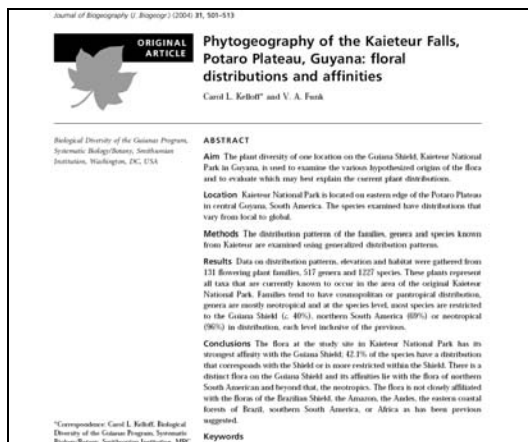 Journal of Biogeography (J. Biogeogr.) (2004) 31, 501–513
ORIGINAL
ARTICLE
Phytogeography of the Kaieteur Falls,
Potaro Plateau, Guyana: floral
distributions and affinities
Carol L. Kelloff* and V. A. Funk
Biological Diversity of the Guianas Program,
Systematic Biology/Botany, Smithsonian
Institution, Washington, DC, USA
ABSTRACT
Aim The plant diversity of one location on the Guiana Shield, Kaieteur National
Park in Guyana, is used to examine the various hypothesized origins of the flora
and to evaluate which may best explain the current plant distributions.
Location Kaieteur National Park is located on eastern edge of the Potaro Plateau
in central Guyana, South America. The species examined have distributions that
vary from local to global.
Methods The distribution patterns of the families, genera and species known
from Kaieteur are examined using generalized distribution patterns.
Results Data on distribution patterns, elevation and habitat were gathered from
131 flowering plant families, 517 genera and 1227 species. These plants represent
all taxa that are currently known to occur in the area of the original Kaieteur
National Park. Families tend to have cosmopolitan or pantropical distribution,
genera are mostly neotropical and at the species level, most species are restricted
to the Guiana Shield (c. 40%), northern South America (69%) or neotropical
(96%) in distribution, each level inclusive of the previous.
Conclusions The flora at the study site in Kaieteur National Park has its
strongest affinity with the Guiana Shield; 42.1% of the species have a distribution
that corresponds with the Shield or is more restricted within the Shield. There is a
distinct flora on the Guiana Shield and its affinities lie with the flora of northern
South American and beyond that, the neotropics. The flora is not closely affiliated
with the floras of the Brazilian Shield, the Amazon, the Andes, the eastern coastal
forests of Brazil, southern South America, or Africa as has been previous
suggested.
*Correspondence: Carol L. Kelloff, Biological
Diversity of the Guianas Program, Systematic
Biology/Botany, Smithsonian Institution, MRC
Keywords